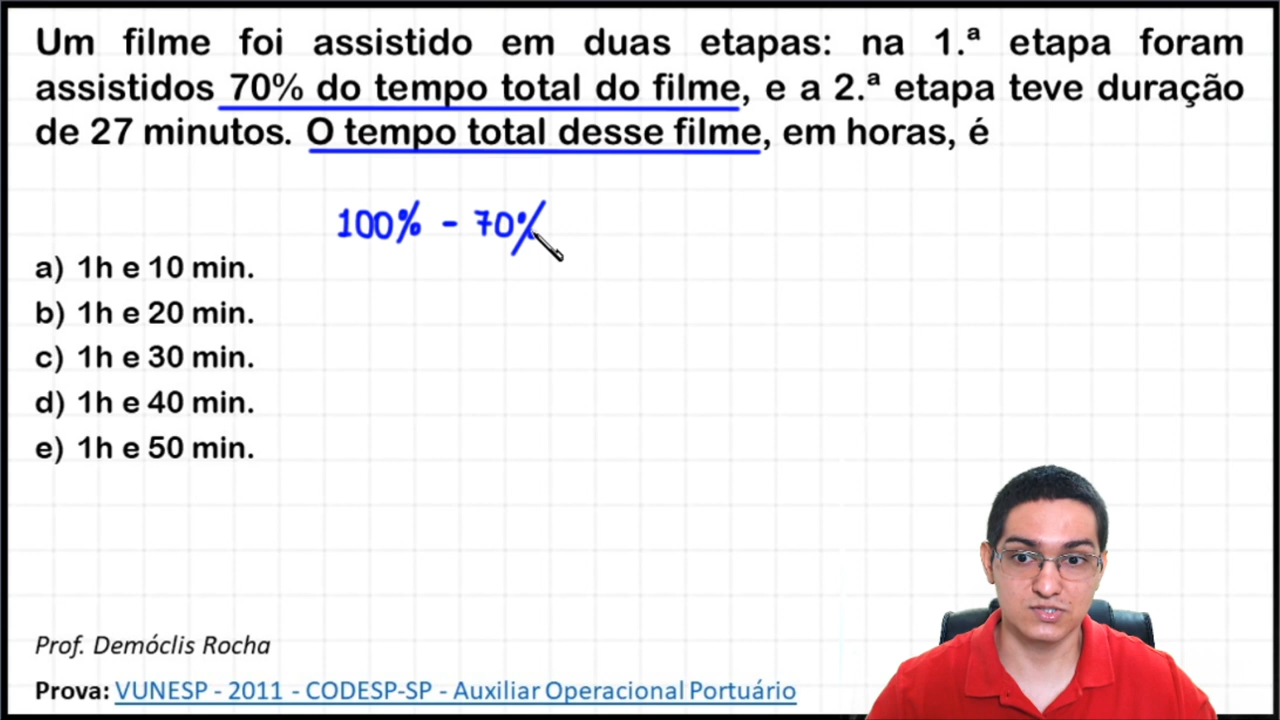 Um filme foi assistido em duas etapas: na 1.ª etapa foram
assistidos 70% do tempo total do filme, e a 2.ª etapa teve duração
de 27 minutos. O tempo total desse filme, em horas, é
100% - 70%
a) 1h e 10 min.
b) 1h e 20 min.
c) 1h e 30 min.
d) 1h e 40 min.
e) 1h e 50 min.
Prof. Demóclis Rocha
Prova: VUNESP - 2011 - CODESP-SP - Auxiliar Operacional Portuário